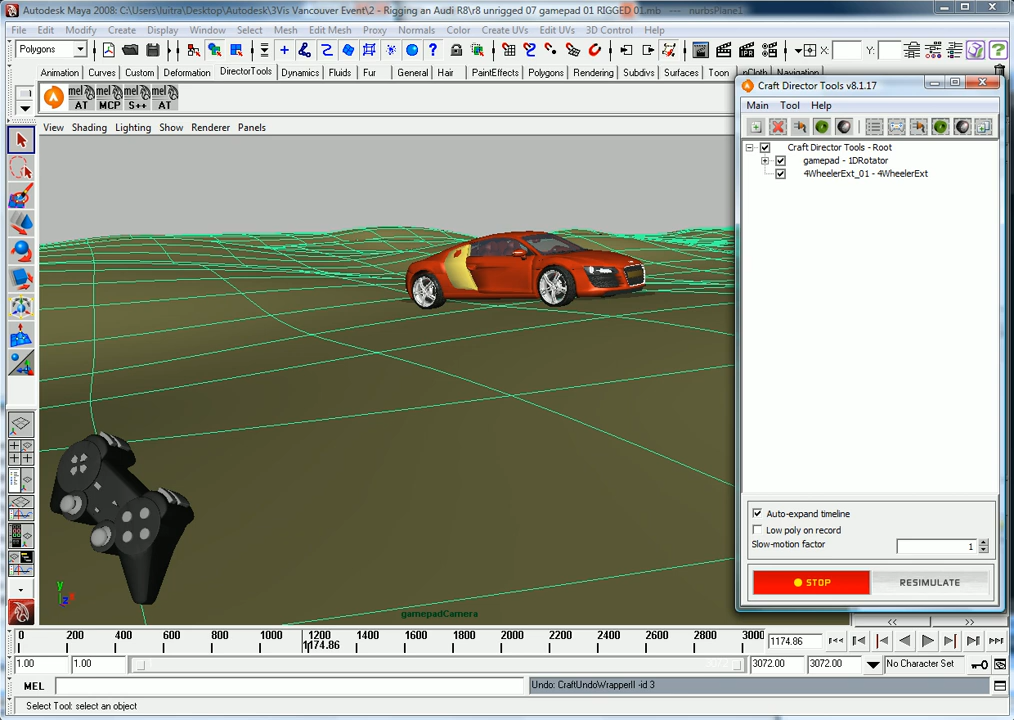 Autodesk Maya 2008: C:\Users\luitra\Desktop\Autodesk\3Vis Vancouver Event\2 - Rigging an Audi R8\r8 unrigged 07 gamepad 01 RIGGED 01.mb --- nurbsPlane1
File Edit Modify Create Display Window Select Mesh Edit Mesh Proxy Normals Color Create UVs Edit UVs 3D Control Help
Polygons X: Y:
Animation Curves Custom Deformation DirectorTools Dynamics Fluids Fur General Hair PaintEffects Polygons Rendering Subdivs Surfaces Toon nCloth Navigation
mel mel mel mel
AT MCP S++ AT
View Shading Lighting Show Renderer Panels
Craft Director Tools v8.1.17
Main Tool Help
Craft Director Tools - Root
gamepad - 1DRotator
4WheelerExt_01 - 4WheelerExt
Auto-expand timeline
Low poly on record
Slow-motion factor 1
STOP RESIMULATE
y
z x
gamepadCamera
<< >>
0 200 400 600 800 1000 1200 1400 1600 1800 2000 2200 2400 2600 2800 3000
1174.86 1174.86
1.00 1.00 3072.00 3072.00 No Character Set
MEL Undo: CraftUndoWrapperII -id 3
Select Tool: select an object